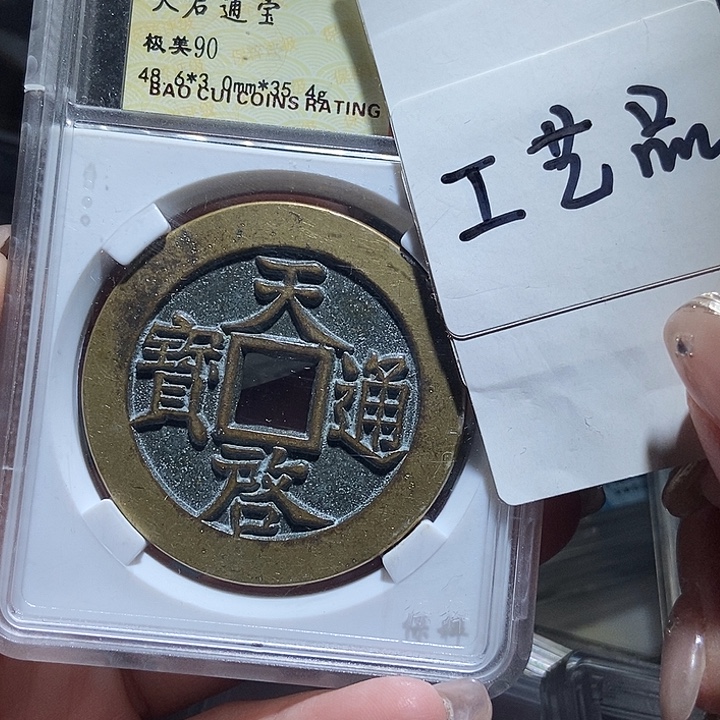 天启通宝
极美90
48.6*3.0mm*35.4g
BAO CUI COINS RATING
工艺品
天啓通寶